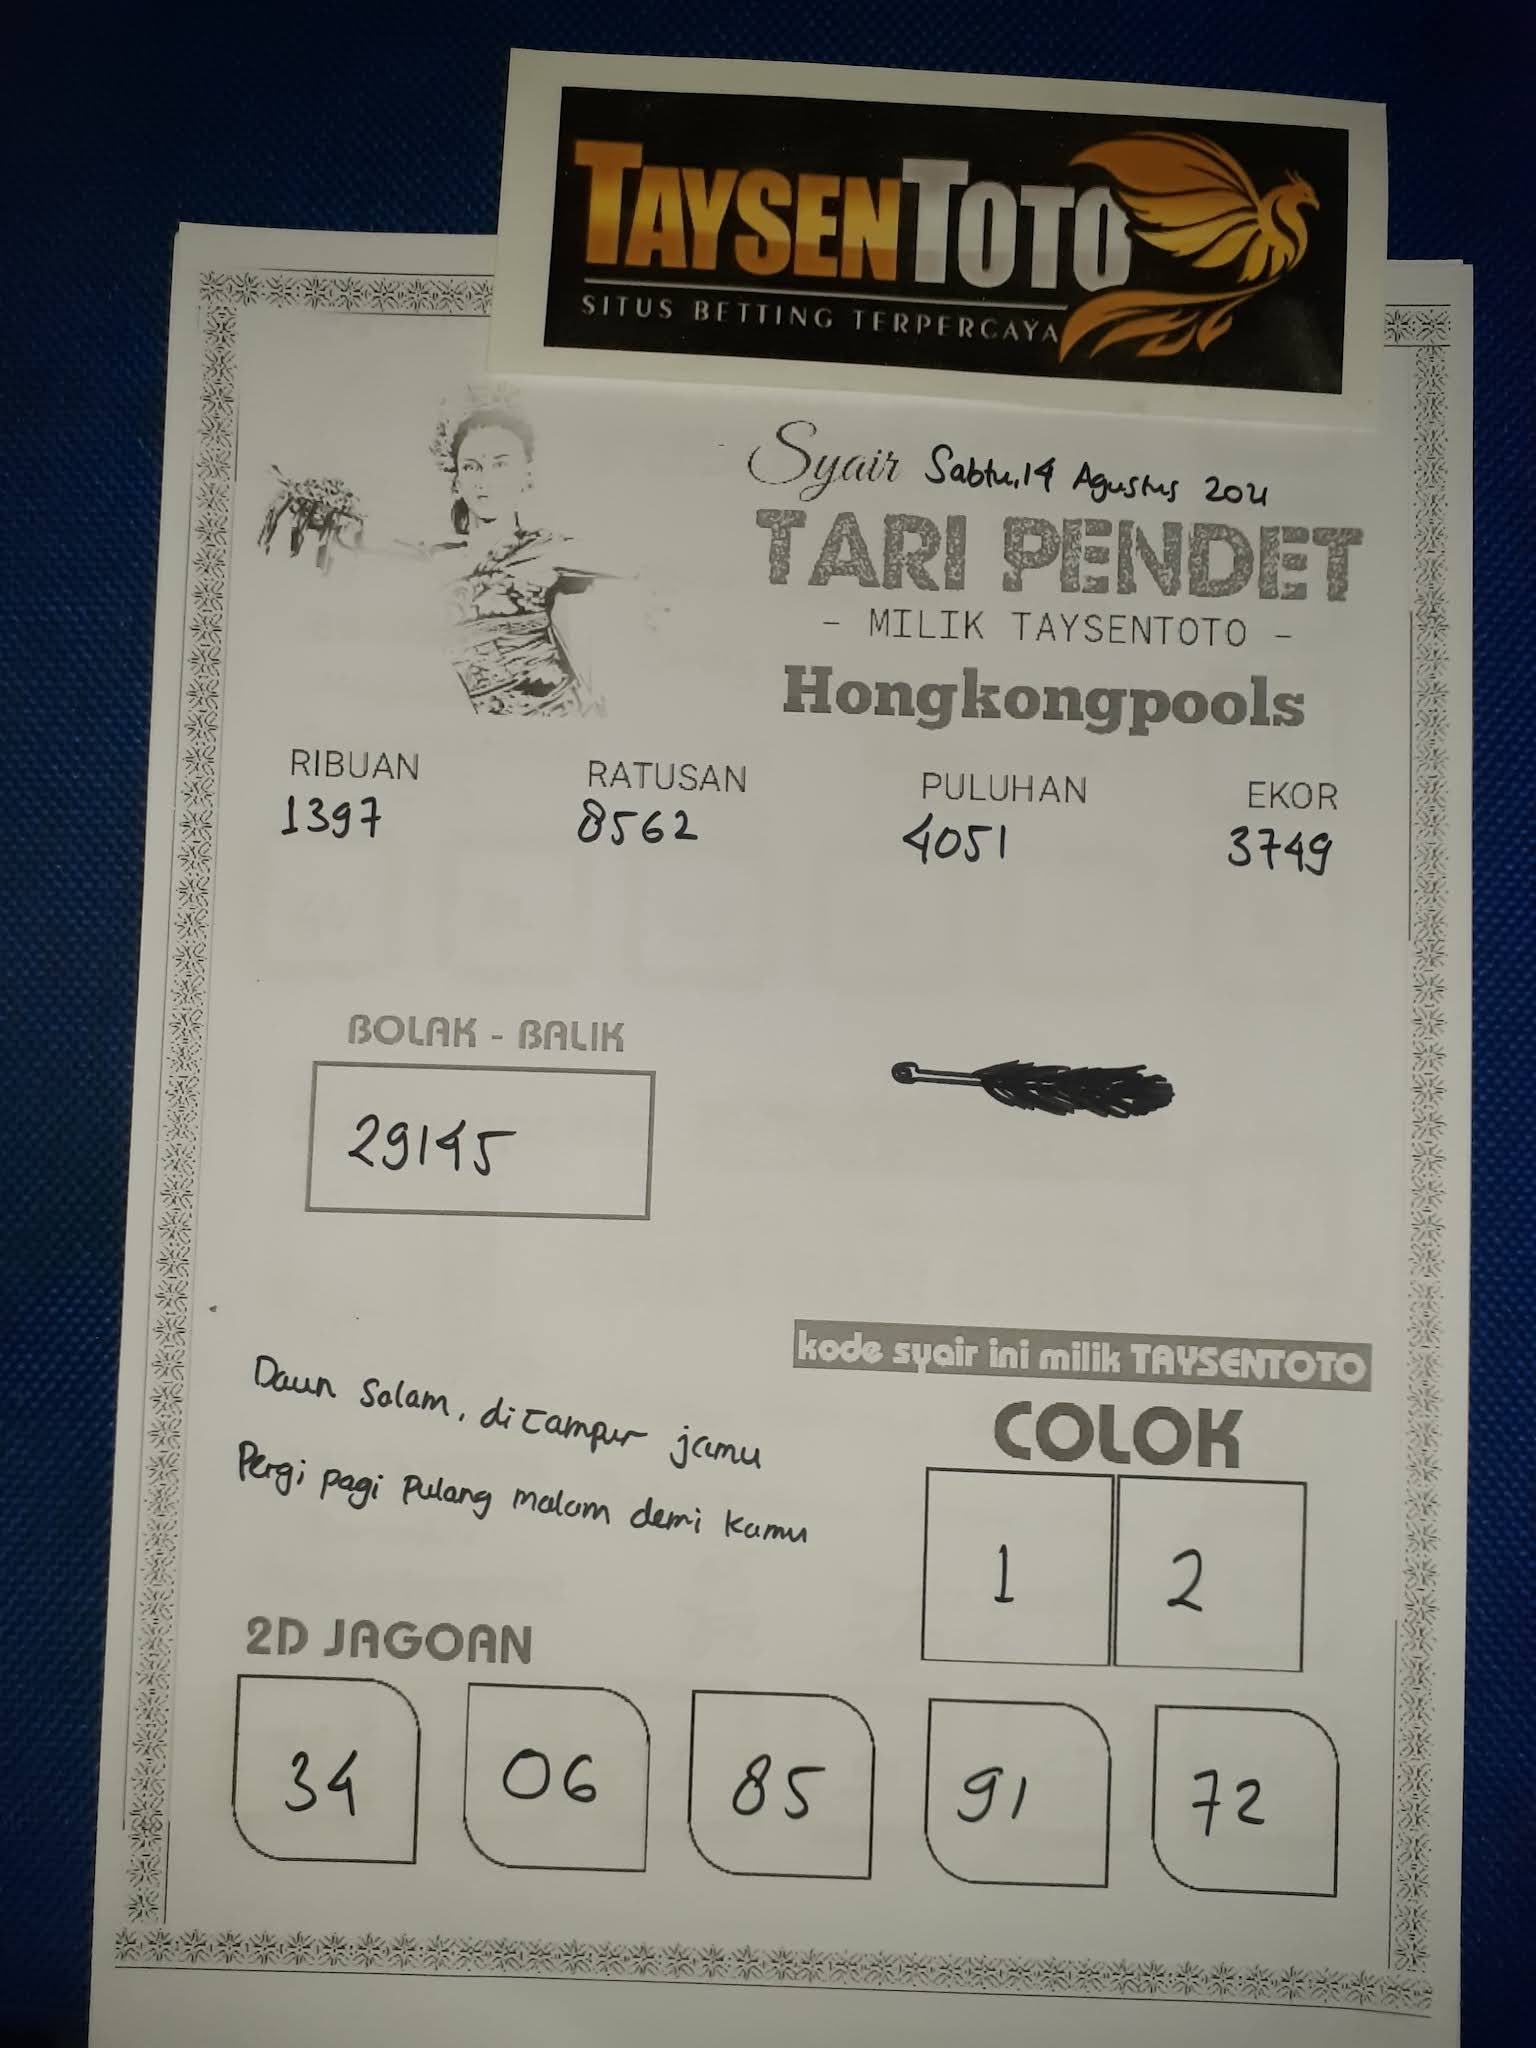 TAYSENTOTO
SITUS BETTING TERPERCAYA
Syair Sabtu, 14 Agustus 2021
TARI PENDET
- MILIK TAYSENTOTO -
Hongkongpools
RIBUAN RATUSAN PULUHAN EKOR
1397 8562 4051 3749
BOLAK - BALIK
29145
kode syair ini milik TAYSENTOTO
Daun Salam, di campur jamu
Pergi pagi Pulang malam demi kamu
COLOK
1 2
2D JAGOAN
34 06 85 91 72